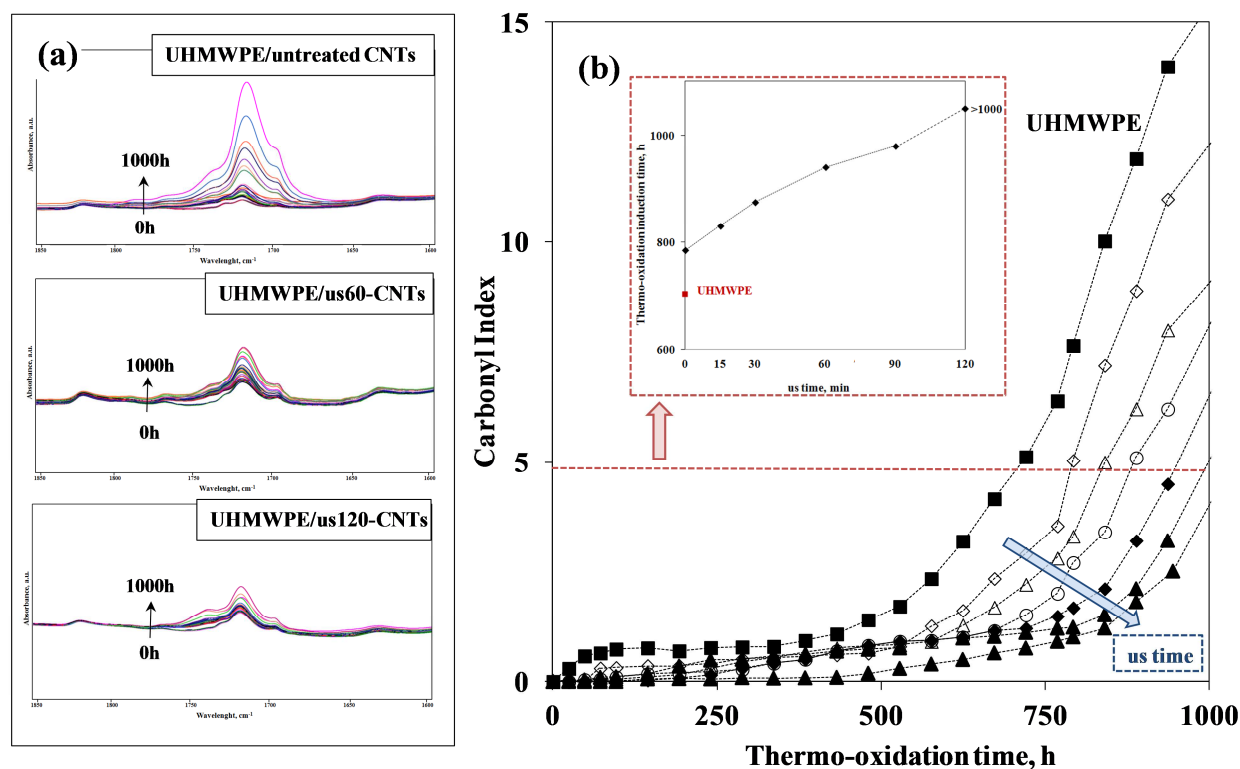 (a)
UHMWPE/untreated CNTs
Absorbance, a.u.
1000h
0h
1850 1800 1750 1700 1650 1600
Wavelenght, cm-1
UHMWPE/us60-CNTs
Absorbance, a.u.
1000h
0h
1850 1800 1750 1700 1650 1600
Wavelenght, cm-1
UHMWPE/us120-CNTs
Absorbance, a.u.
1000h
0h
1850 1800 1750 1700 1650 1600
Wavelenght, cm-1
(b)
Carbonyl Index
15
10
5
0
0 250 500 750 1000
Thermo-oxidation time, h
UHMWPE
us time
Thermo-oxidation induction time, h
1000
800
600
>1000
UHMWPE
0 15 30 60 90 120
us time, min